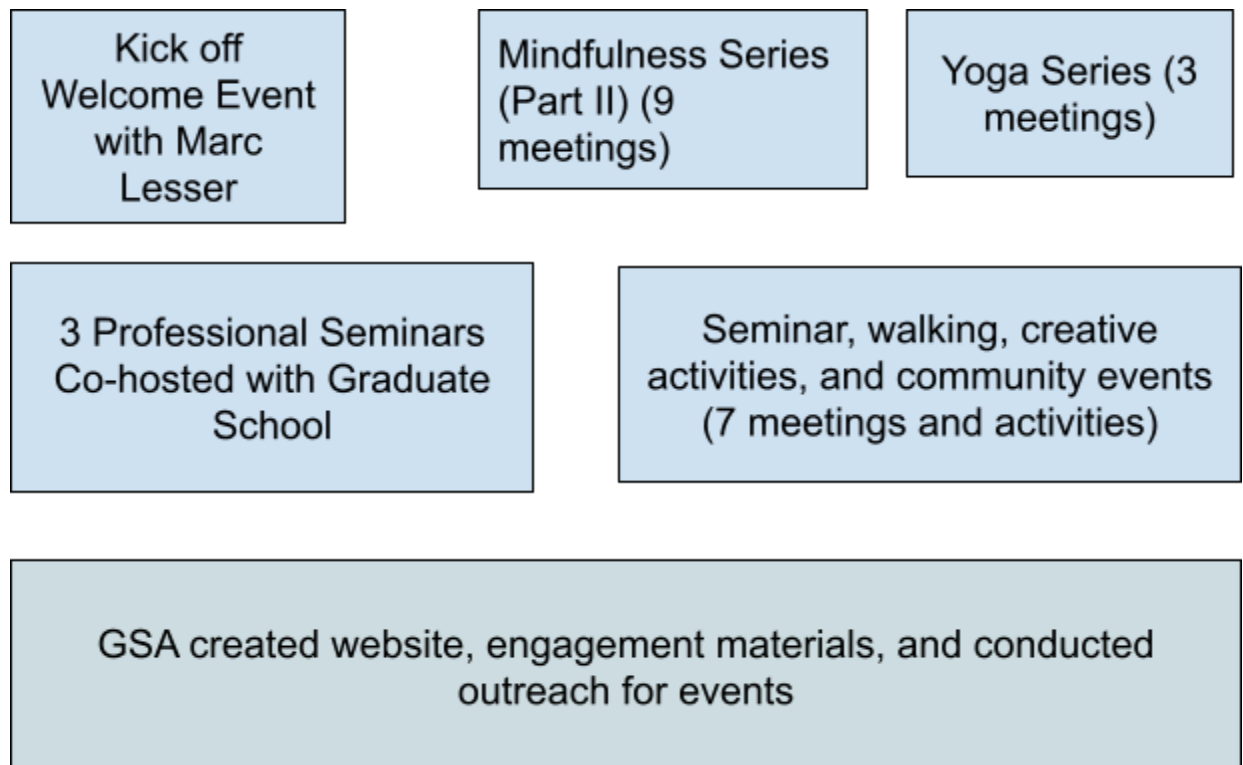 Kick off
Welcome Event
with Marc
Lesser
Mindfulness Series
(Part II) (9
meetings)
Yoga Series (3
meetings)
3 Professional Seminars
Co-hosted with Graduate
School
Seminar, walking, creative
activities, and community events
(7 meetings and activities)
GSA created website, engagement materials, and conducted
outreach for events